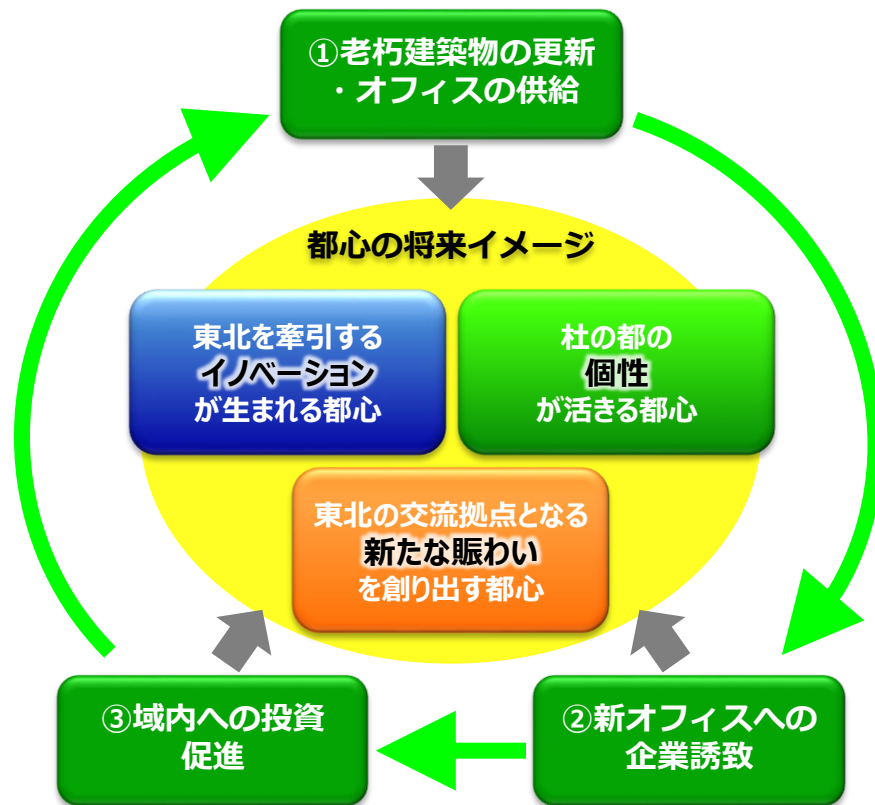 ①老朽建築物の更新
・オフィスの供給
都心の将来イメージ
東北を牽引する
イノベーション
が生まれる都心
杜の都の
個性
が活きる都心
東北の交流拠点となる
新たな賑わい
を創り出す都心
③域内への投資
促進
②新オフィスへの
企業誘致